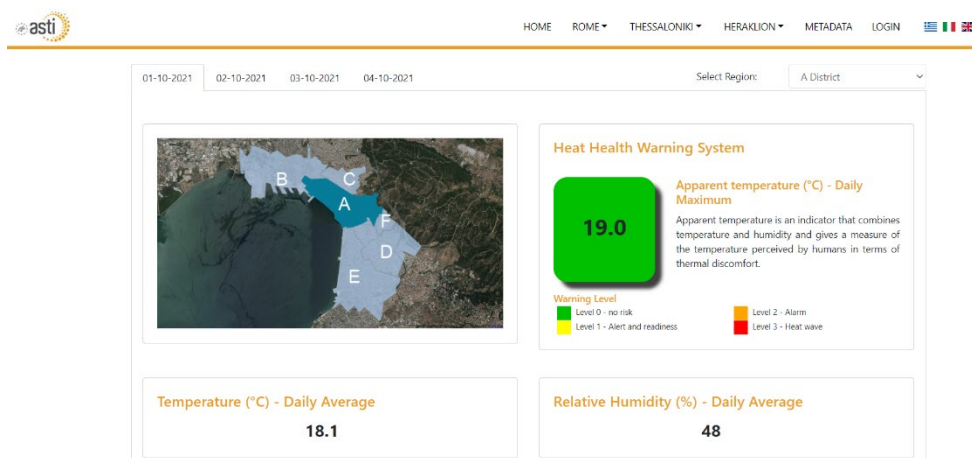 asti
HOME ROME THESSALONIKI HERAKLION METADATA LOGIN
01-10-2021 02-10-2021 03-10-2021 04-10-2021
Select Region: A District
B
C
A
F
D
E
Heat Health Warning System
19.0
Apparent temperature (°C) - Daily
Maximum
Apparent temperature is an indicator that combines
temperature and humidity and gives a measure of
the temperature perceived by humans in terms of
thermal discomfort.
Warning Level
Level 0 - no risk
Level 2 - Alarm
Level 1 - Alert and readiness
Level 3 - Heat wave
Temperature (°C) - Daily Average
18.1
Relative Humidity (%) - Daily Average
48